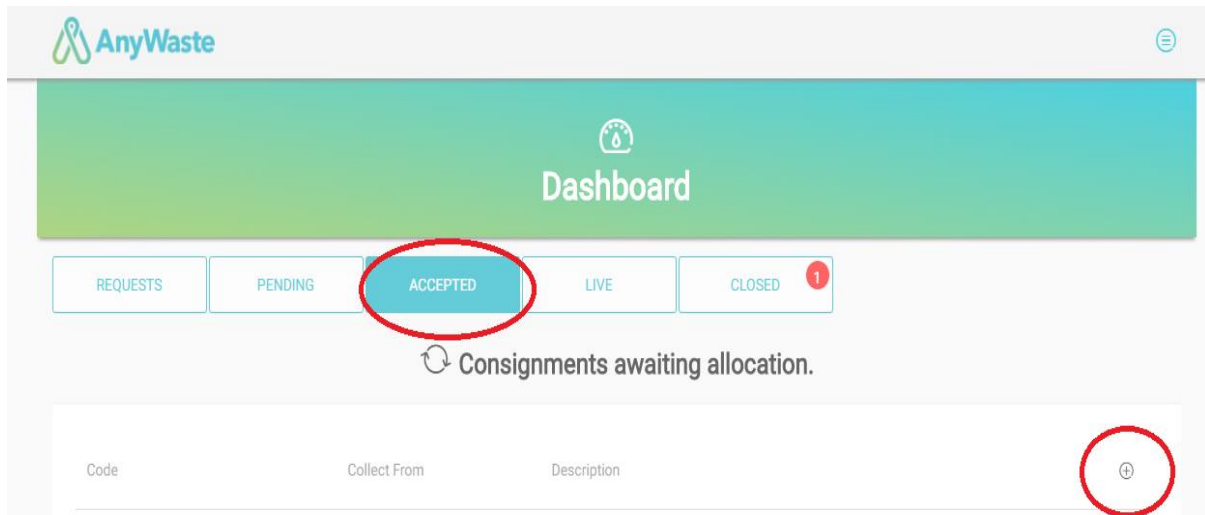 AnyWaste
Dashboard
REQUESTS PENDING ACCEPTED LIVE CLOSED 1
Consignments awaiting allocation.
Code Collect From Description